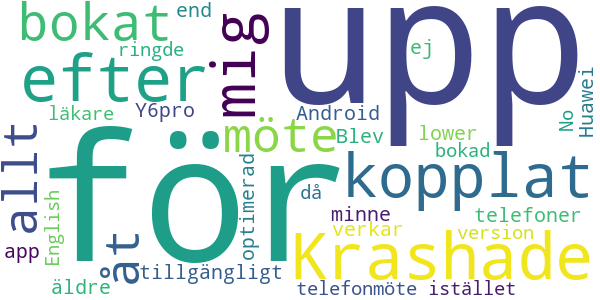 bokat
end
mig
upp
ringde
ej
efter
Huawei
läkare
Y6pro
Android
No
allt
för
möte
Blev
lower
bokad
optimerad
kopplat
English
då
åt
minne
telefoner
app
verkar
version
Krashade
tillgängligt
äldre
telefonmöte
istället